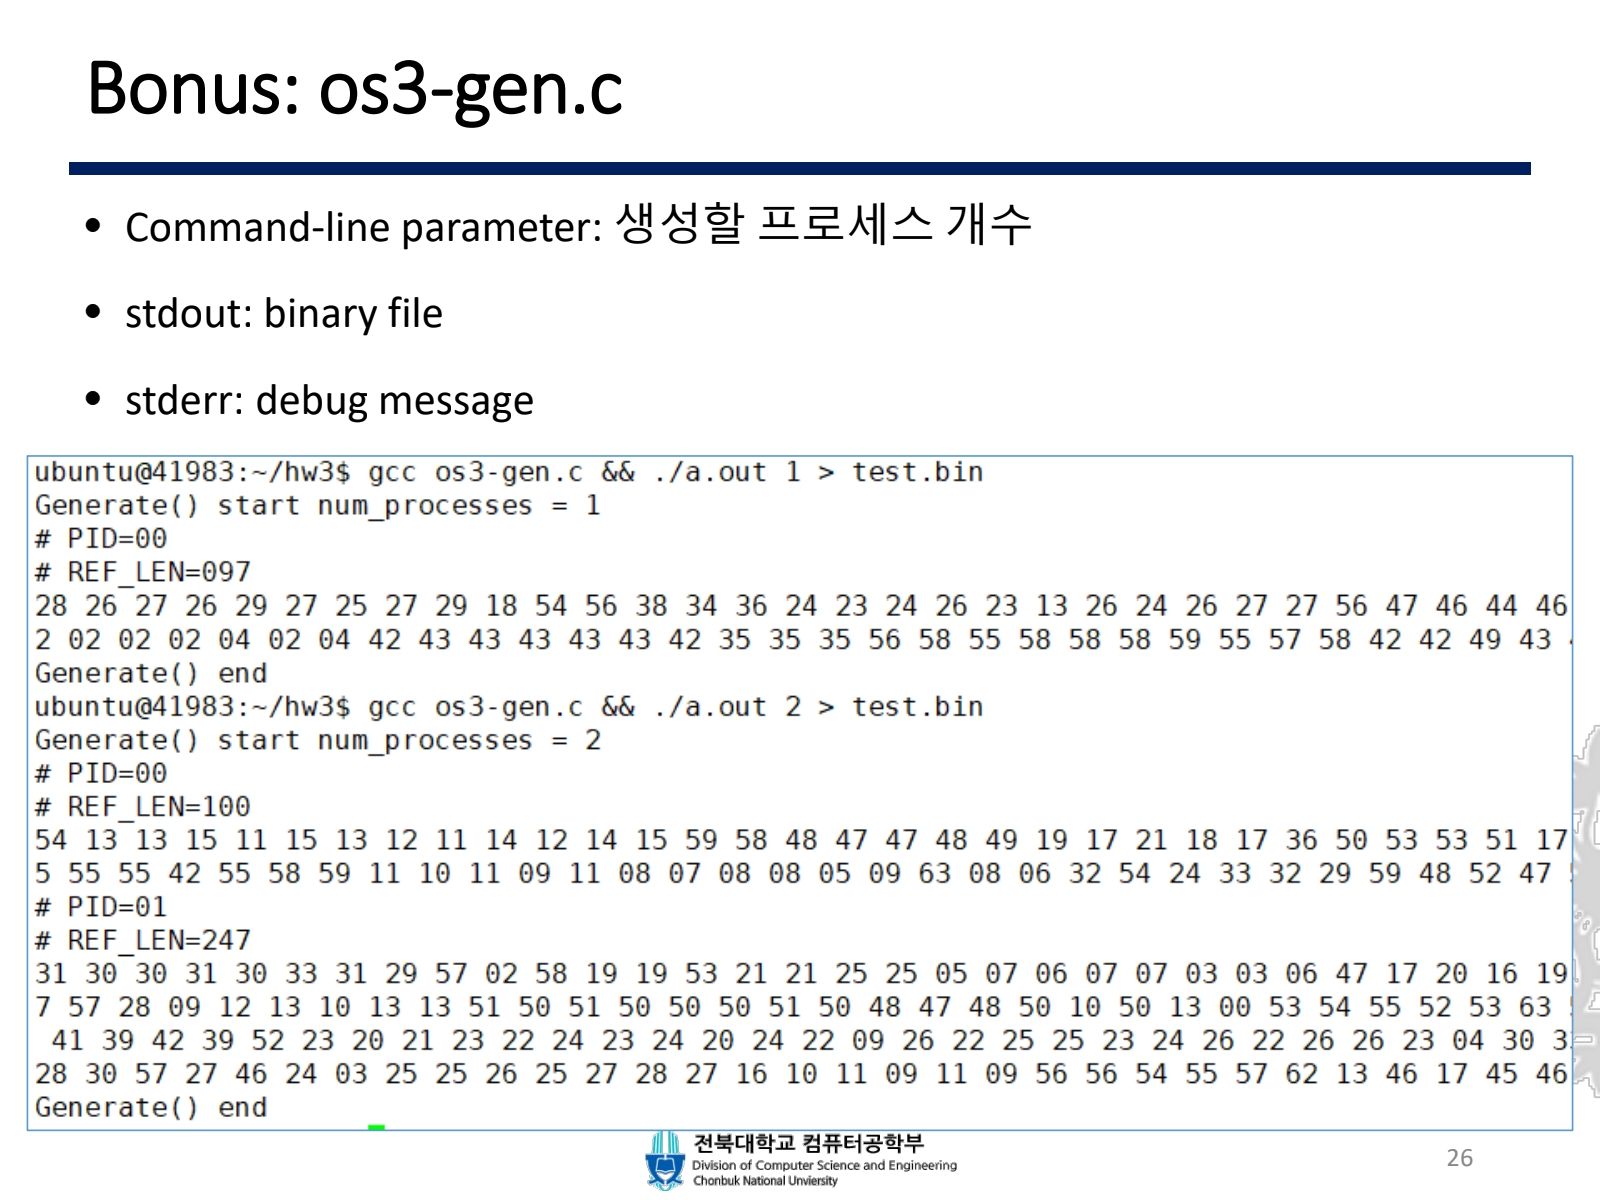 Bonus: os3-gen.c
• Command-line parameter: 생성할 프로세스 개수
• stdout: binary file
• stderr: debug message
ubuntu@41983:~/hw3$ gcc os3-gen.c && ./a.out 1 > test.bin
Generate() start num_processes = 1
# PID=00
# REF_LEN=097
28 26 27 26 29 27 25 27 29 18 54 56 38 34 36 24 23 24 26 23 13 26 24 26 27 27 56 47 46 44 46
2 02 02 02 04 02 04 42 43 43 43 43 43 42 35 35 35 56 58 55 58 58 58 59 55 57 58 42 42 49 43
Generate() end
ubuntu@41983:~/hw3$ gcc os3-gen.c && ./a.out 2 > test.bin
Generate() start num_processes = 2
# PID=00
# REF_LEN=100
54 13 13 15 11 15 13 12 11 14 12 14 15 59 58 48 47 47 48 49 19 17 21 18 17 36 50 53 53 51 17
5 55 55 42 55 58 59 11 10 11 09 11 08 07 08 08 05 09 63 08 06 32 54 24 33 32 29 59 48 52 47
# PID=01
# REF_LEN=247
31 30 30 31 30 33 31 29 57 02 58 19 19 53 21 21 25 25 05 07 06 07 07 03 03 06 47 17 20 16 19
7 57 28 09 12 13 10 13 13 51 50 51 50 50 50 51 50 48 47 48 50 10 50 13 00 53 54 55 52 53 63
41 39 42 39 52 23 20 21 23 22 24 23 24 20 24 22 09 26 22 25 25 23 24 26 22 26 26 23 04 30
28 30 57 27 46 24 03 25 25 26 25 27 28 27 16 10 11 09 11 09 56 56 54 55 57 62 13 46 17 45 46
Generate() end
전북대학교 컴퓨터공학부
Division of Computer Science and Engineering
Chonbuk National Unviersity
26